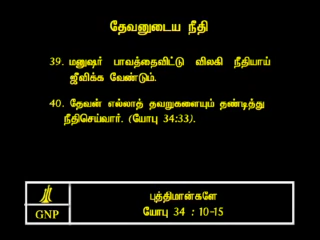 தேவனுடைய நீதி
39. மனுஷர் பாவத்தைவிட்டு விலகி நீதியாய்
ஜீவிக்க வேண்டும்.
40. தேவன் எல்லாத் தவறுகளையும் தண்டித்து
நீதிசெய்வார். (யோபு 34:33).
புத்திமான்களே
GNP
யோபு 34 : 10-15